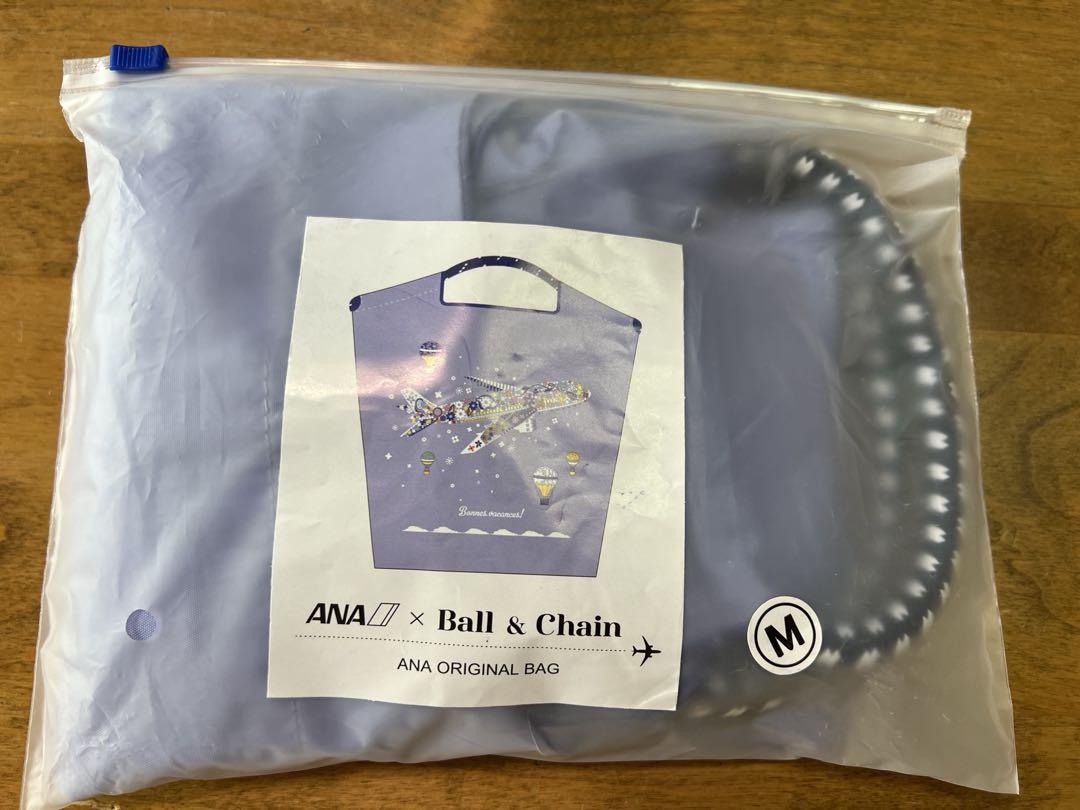 Bonnes vacances!
ANA × Ball & Chain
ANA ORIGINAL BAG
M